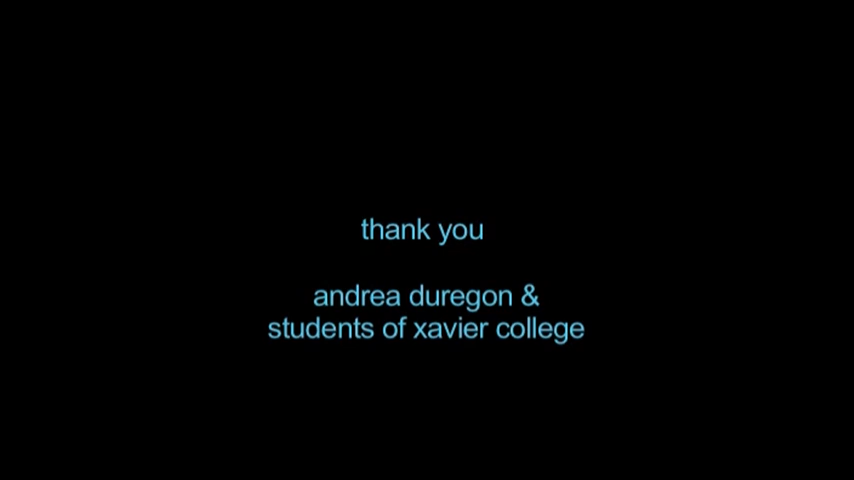 thank you
andrea duregon &
students of xavier college